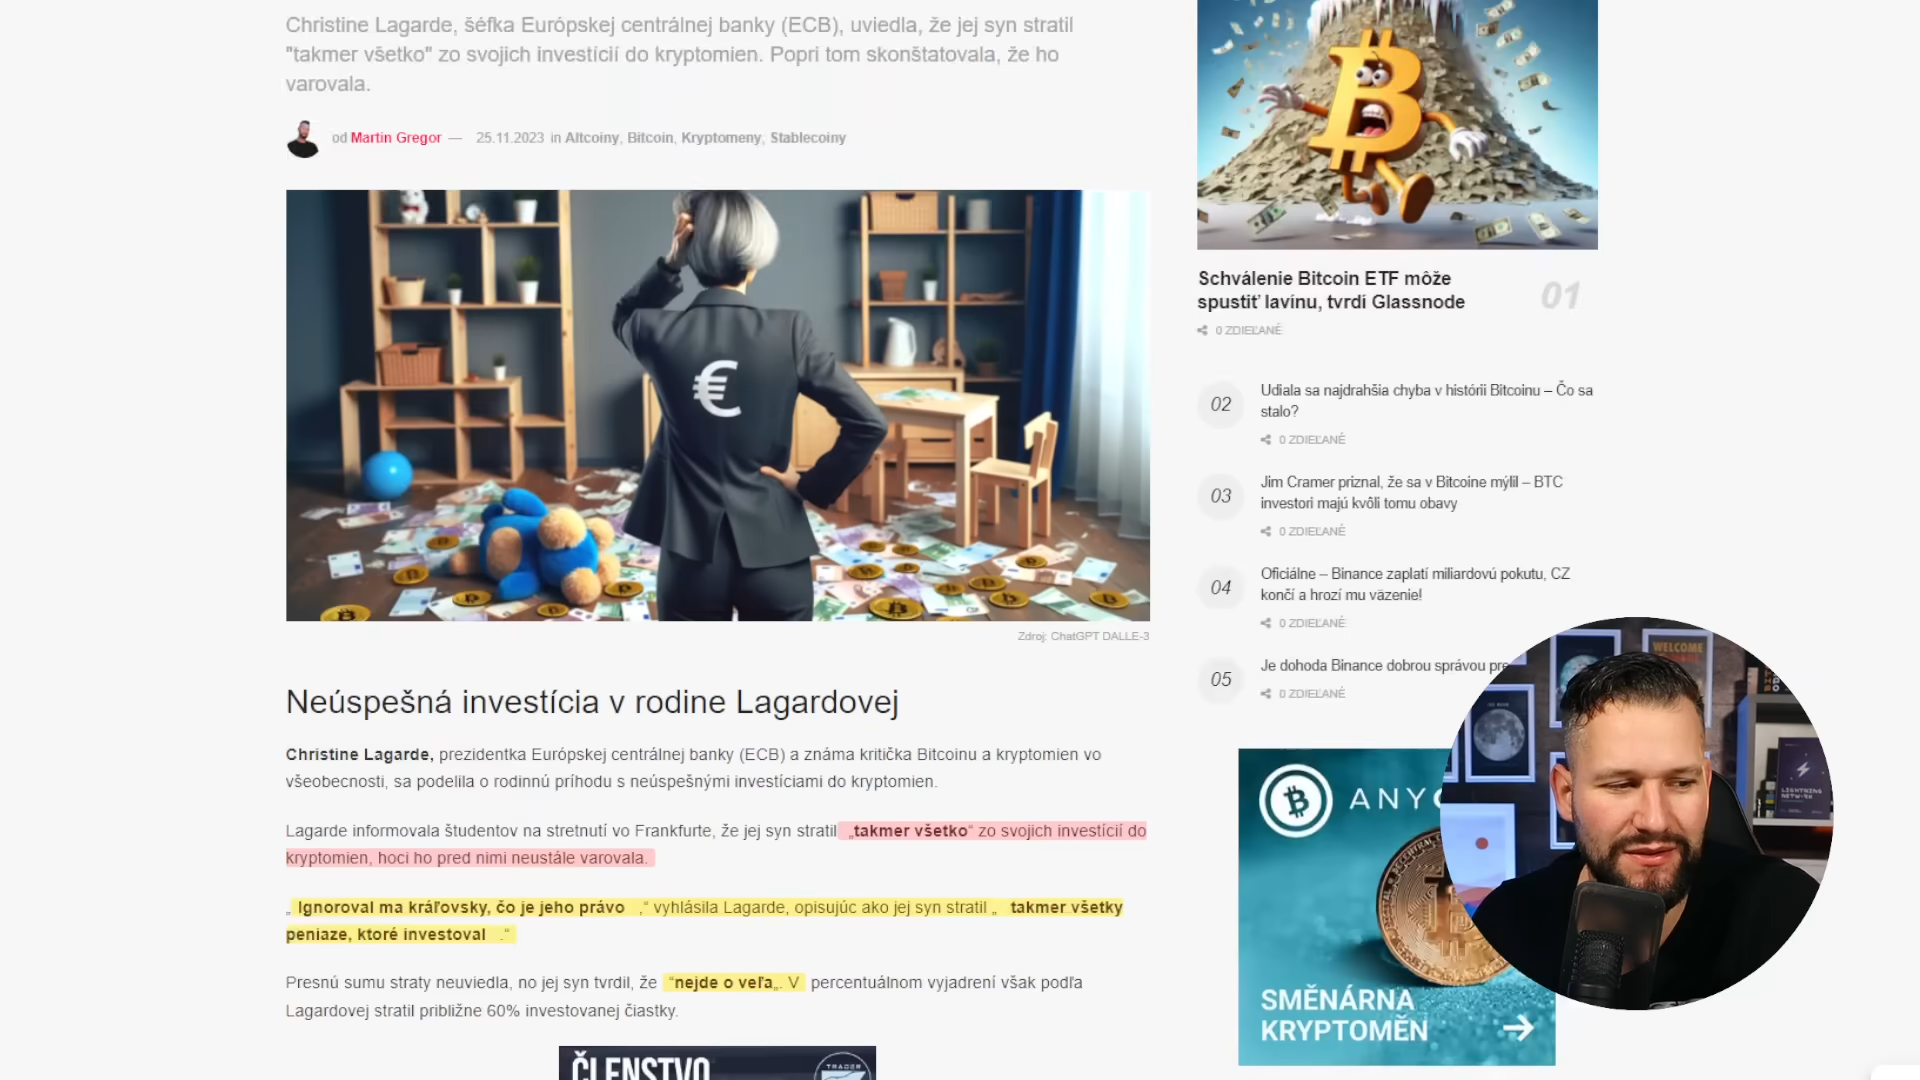 Christine Lagarde, šéfka Európskej centrálnej banky (ECB), uviedla, že jej syn stratil
"takmer všetko" zo svojich investícií do kryptomien. Popri tom skonštatovala, že ho
varovala.
od Martin Gregor — 25.11.2023 in Altcoiny, Bitcoin, Kryptomeny, Stablecoiny
€
Zdroj: ChatGPT DALLE-3
Neúspešná investícia v rodine Lagardovej
Christine Lagarde, prezidentka Európskej centrálnej banky (ECB) a známa kritička Bitcoinu a kryptomien vo
všeobecnosti, sa podelila o rodinnú príhodu s neúspešnými investíciami do kryptomien.
Lagarde informovala študentov na stretnutí vo Frankfurte, že jej syn stratil „takmer všetko“ zo svojich investícií do
kryptomien, hoci ho pred nimi neustále varovala.
„ Ignoroval ma kráľovsky, čo je jeho právo ,“ vyhlásila Lagarde, opisujúc ako jej syn stratil „ takmer všetky
peniaze, ktoré investoval .“
Presnú sumu straty neuviedla, no jej syn tvrdil, že “nejde o veľa„. V percentuálnom vyjadrení však podľa
Lagardovej stratil približne 60% investovanej čiastky.
ČLENSTVO
TRADER
Schválenie Bitcoin ETF môže
spustiť lavínu, tvrdí Glassnode
01
0 ZDIEĽANÉ
02
Udiala sa najdrahšia chyba v histórii Bitcoinu – Čo sa
stalo?
0 ZDIEĽANÉ
03
Jim Cramer priznal, že sa v Bitcoine mýlil – BTC
investori majú kvôli tomu obavy
0 ZDIEĽANÉ
04
Oficiálne – Binance zaplatí miliardovú pokutu, CZ
končí a hrozí mu väzenie!
0 ZDIEĽANÉ
05
Je dohoda Binance dobrou správou pre
0 ZDIEĽANÉ
ANYC
SMĚNÁRNA
KRYPTOMĚN
WELCOME
LIGHTNING
NETWORK